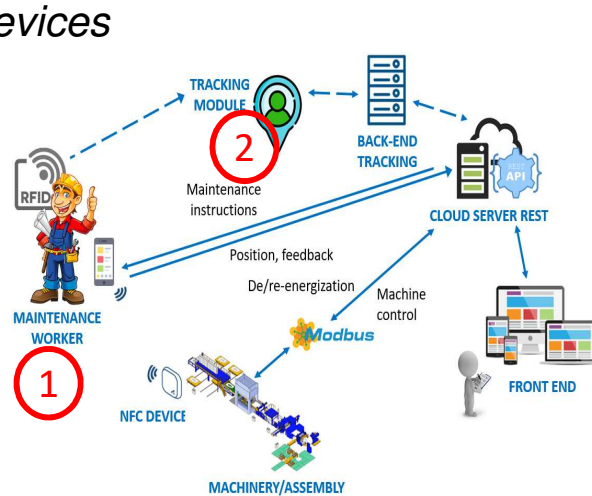 evices
TRACKING
MODULE
2
BACK-END
TRACKING
RFID
REST
API
CLOUD SERVER REST
Maintenance
instructions
Position, feedback
De/re-energization
Machine
control
Modbus
MAINTENANCE
WORKER
1
NFC DEVICE
FRONT END
MACHINERY/ASSEMBLY